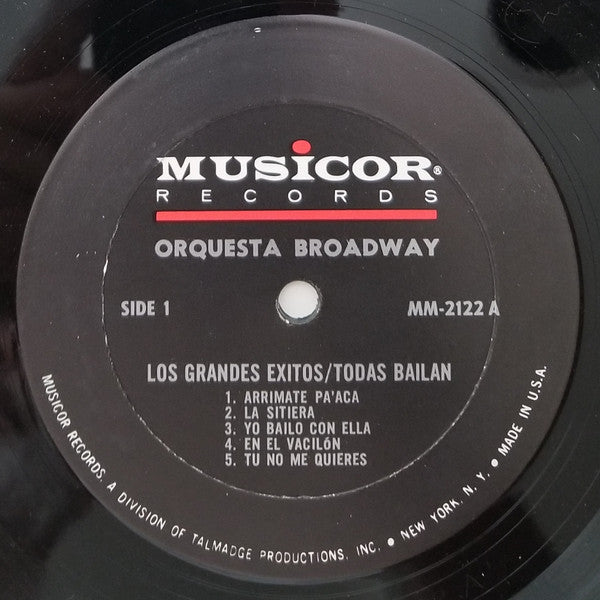 MUSICOR®
RECORDS
ORQUESTA BROADWAY
SIDE 1
MM-2122 A
LOS GRANDES EXITOS/TODAS BAILAN
1. ARRIMATE PA'ACA
2. LA SITIERA
3. YO BAILO CON ELLA
4. EN EL VACILÓN
5. TU NO ME QUIERES
MUSICOR RECORDS, A DIVISION OF TALMADGE PRODUCTIONS, INC. • NEW YORK, N. Y. • MADE IN U.S.A.